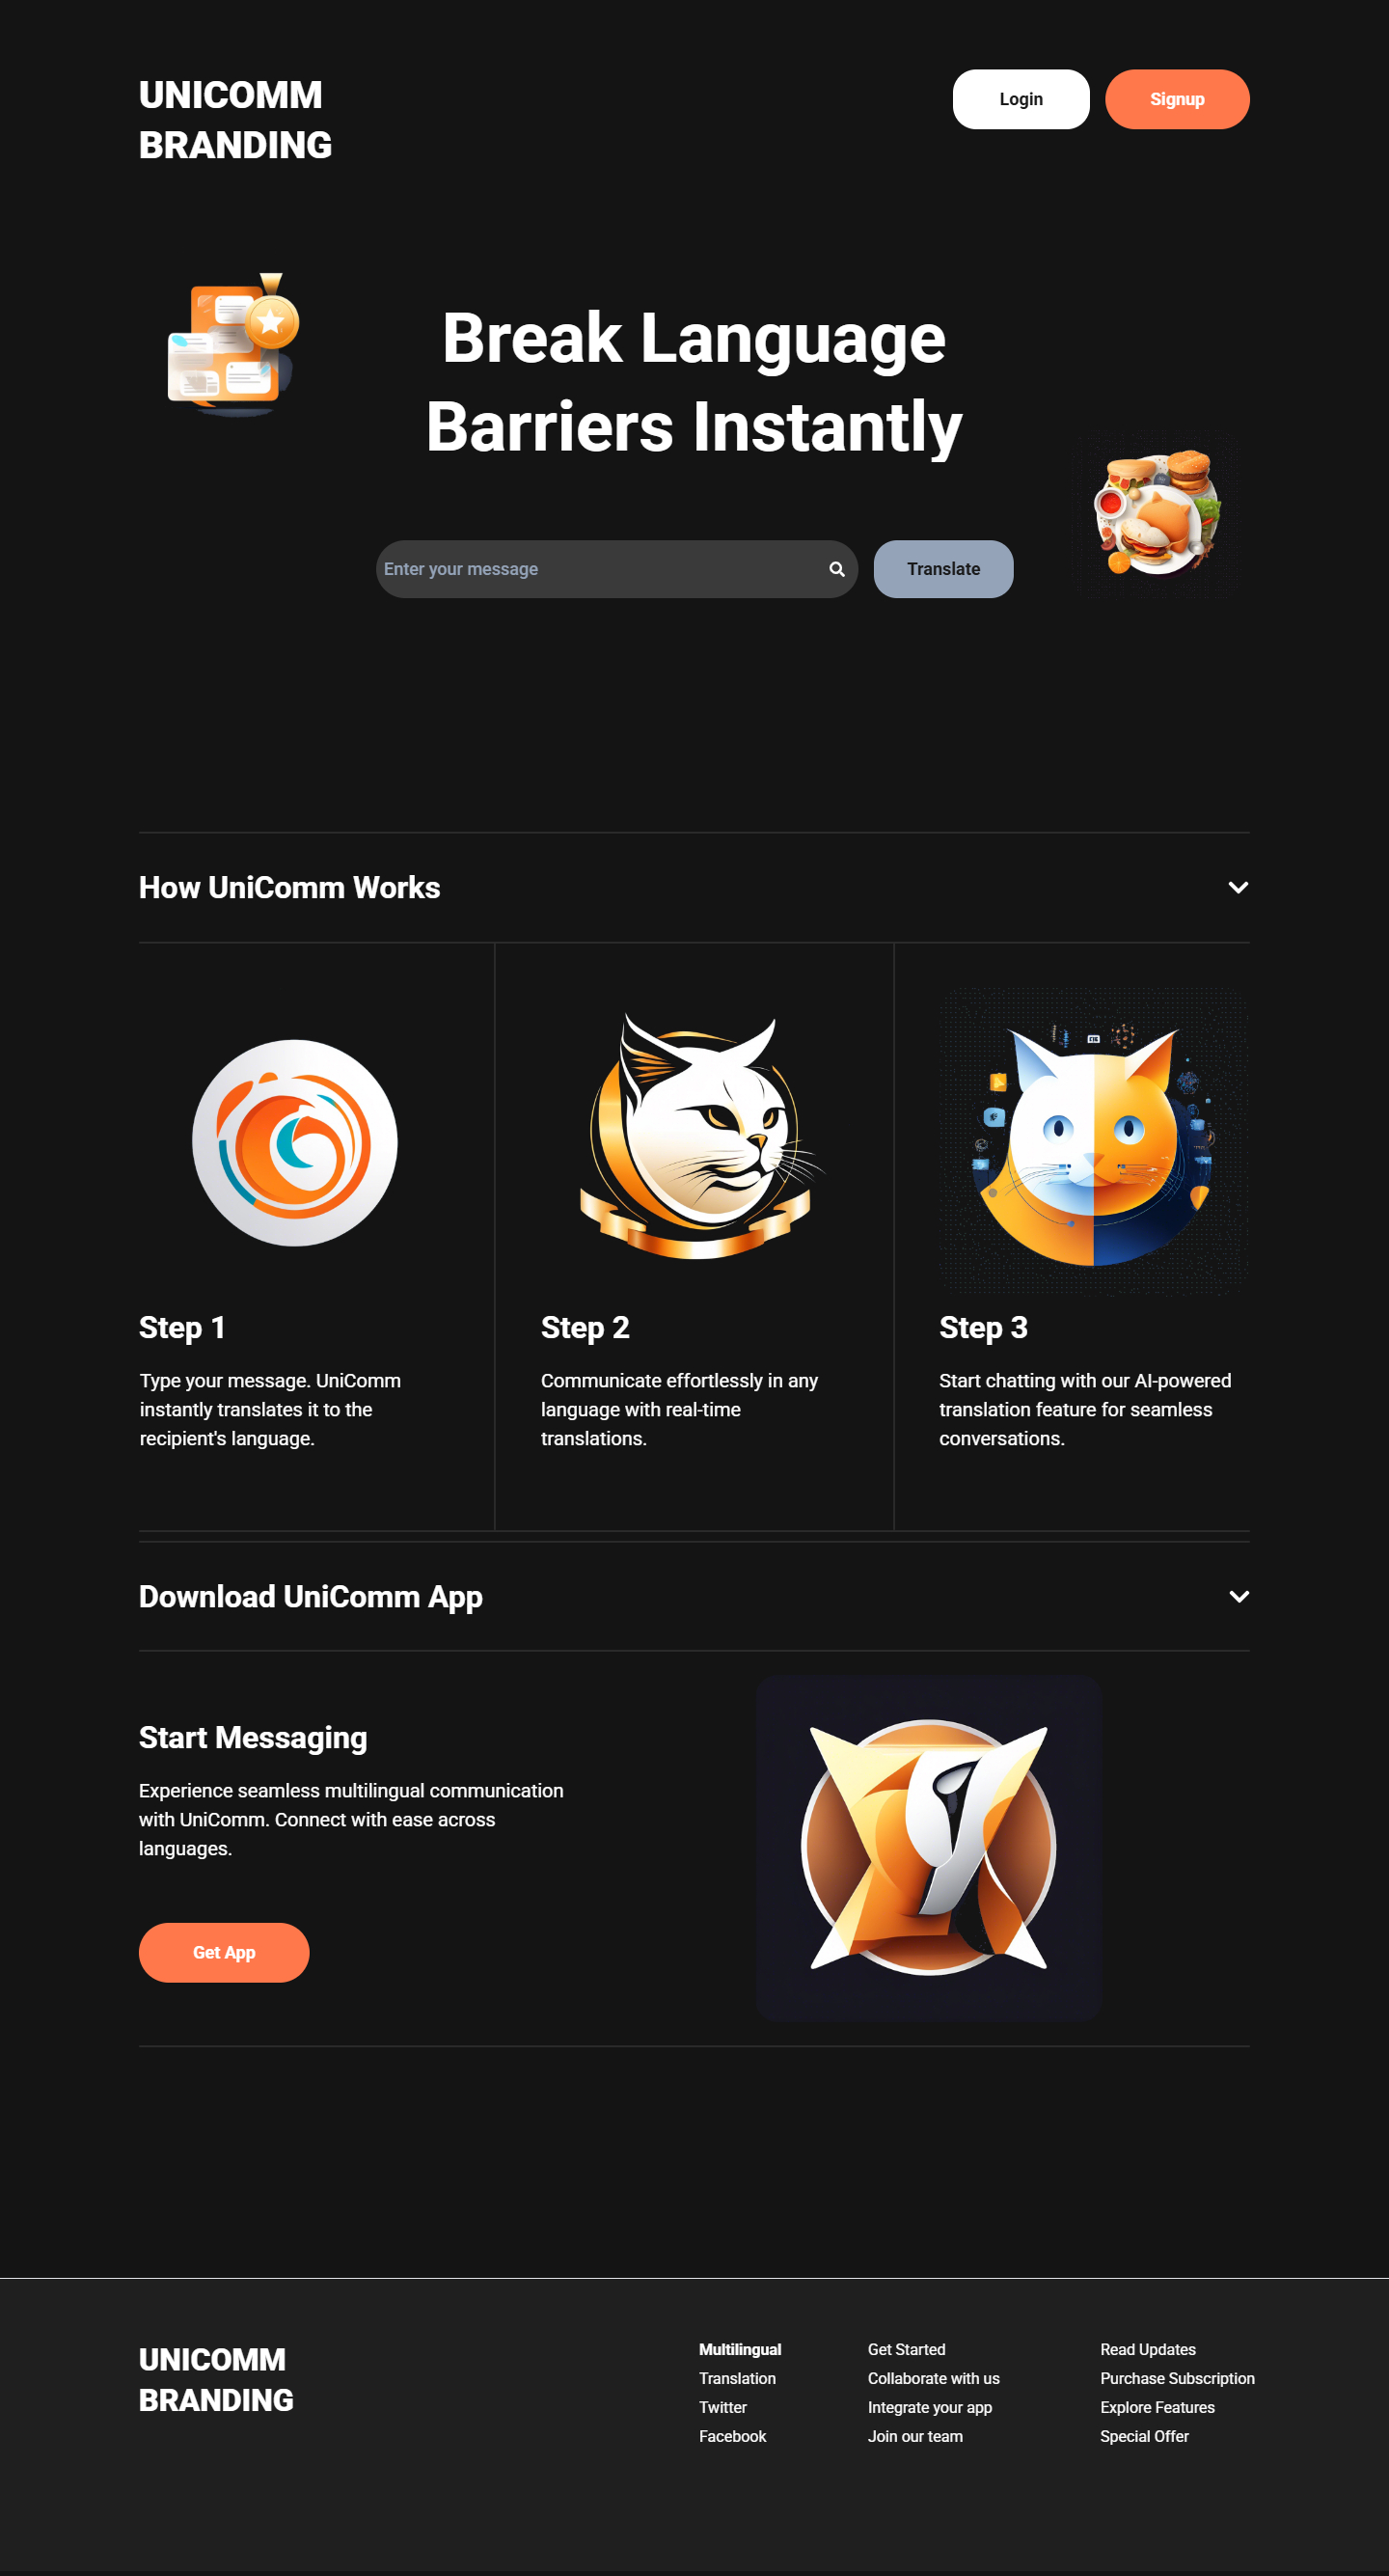 UNICOMM
BRANDING
Login
Signup
Break Language
Barriers Instantly
Enter your message
Translate
How UniComm Works
Step 1
Type your message. UniComm
instantly translates it to the
recipient's language.
Step 2
Communicate effortlessly in any
language with real-time
translations.
Step 3
Start chatting with our AI-powered
translation feature for seamless
conversations.
Download UniComm App
Start Messaging
Experience seamless multilingual communication
with UniComm. Connect with ease across
languages.
Get App
UNICOMM
BRANDING
Multilingual
Translation
Twitter
Facebook
Get Started
Collaborate with us
Integrate your app
Join our team
Read Updates
Purchase Subscription
Explore Features
Special Offer